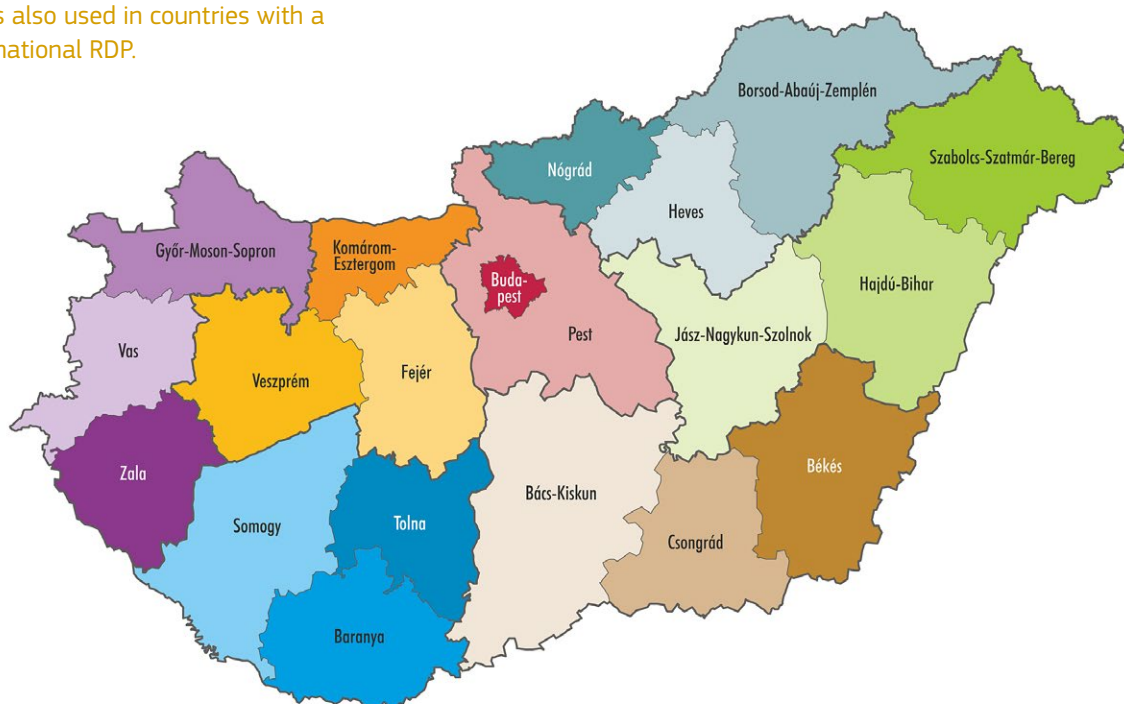 s also used in countries with a
national RDP.
Borsod-Abaúj-Zemplén
Szabolcs-Szatmár-Bereg
Nógrád
Heves
Győr-Moson-Sopron
Komárom-
Esztergom
Hajdú-Bihar
Buda-
pest
Pest
Jász-Nagykun-Szolnok
Vas
Veszprém
Fejér
Zala
Békés
Bács-Kiskun
Somogy
Tolna
Csongrád
Baranya